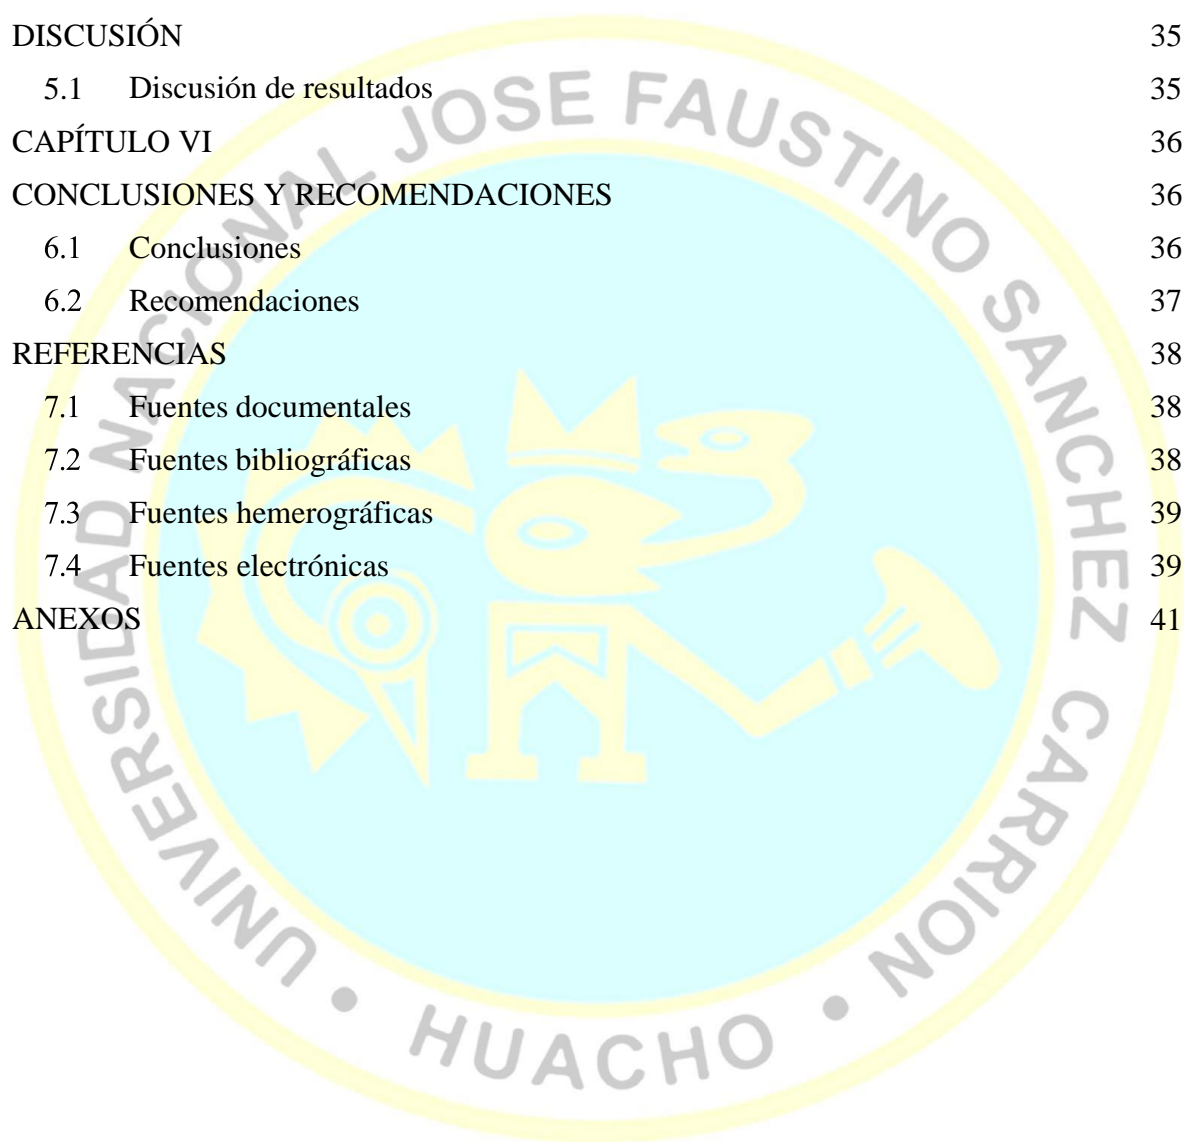 DISCUSIÓN 35
5.1 Discusión de resultados 35
CAPÍTULO VI 36
CONCLUSIONES Y RECOMENDACIONES 36
6.1 Conclusiones 36
6.2 Recomendaciones 37
REFERENCIAS 38
7.1 Fuentes documentales 38
7.2 Fuentes bibliográficas 38
7.3 Fuentes hemerográficas 39
7.4 Fuentes electrónicas 39
ANEXOS 41
UNIVERSIDAD NACIONAL JOSE FAUSTINO SANCHEZ CARRION • HUACHO •